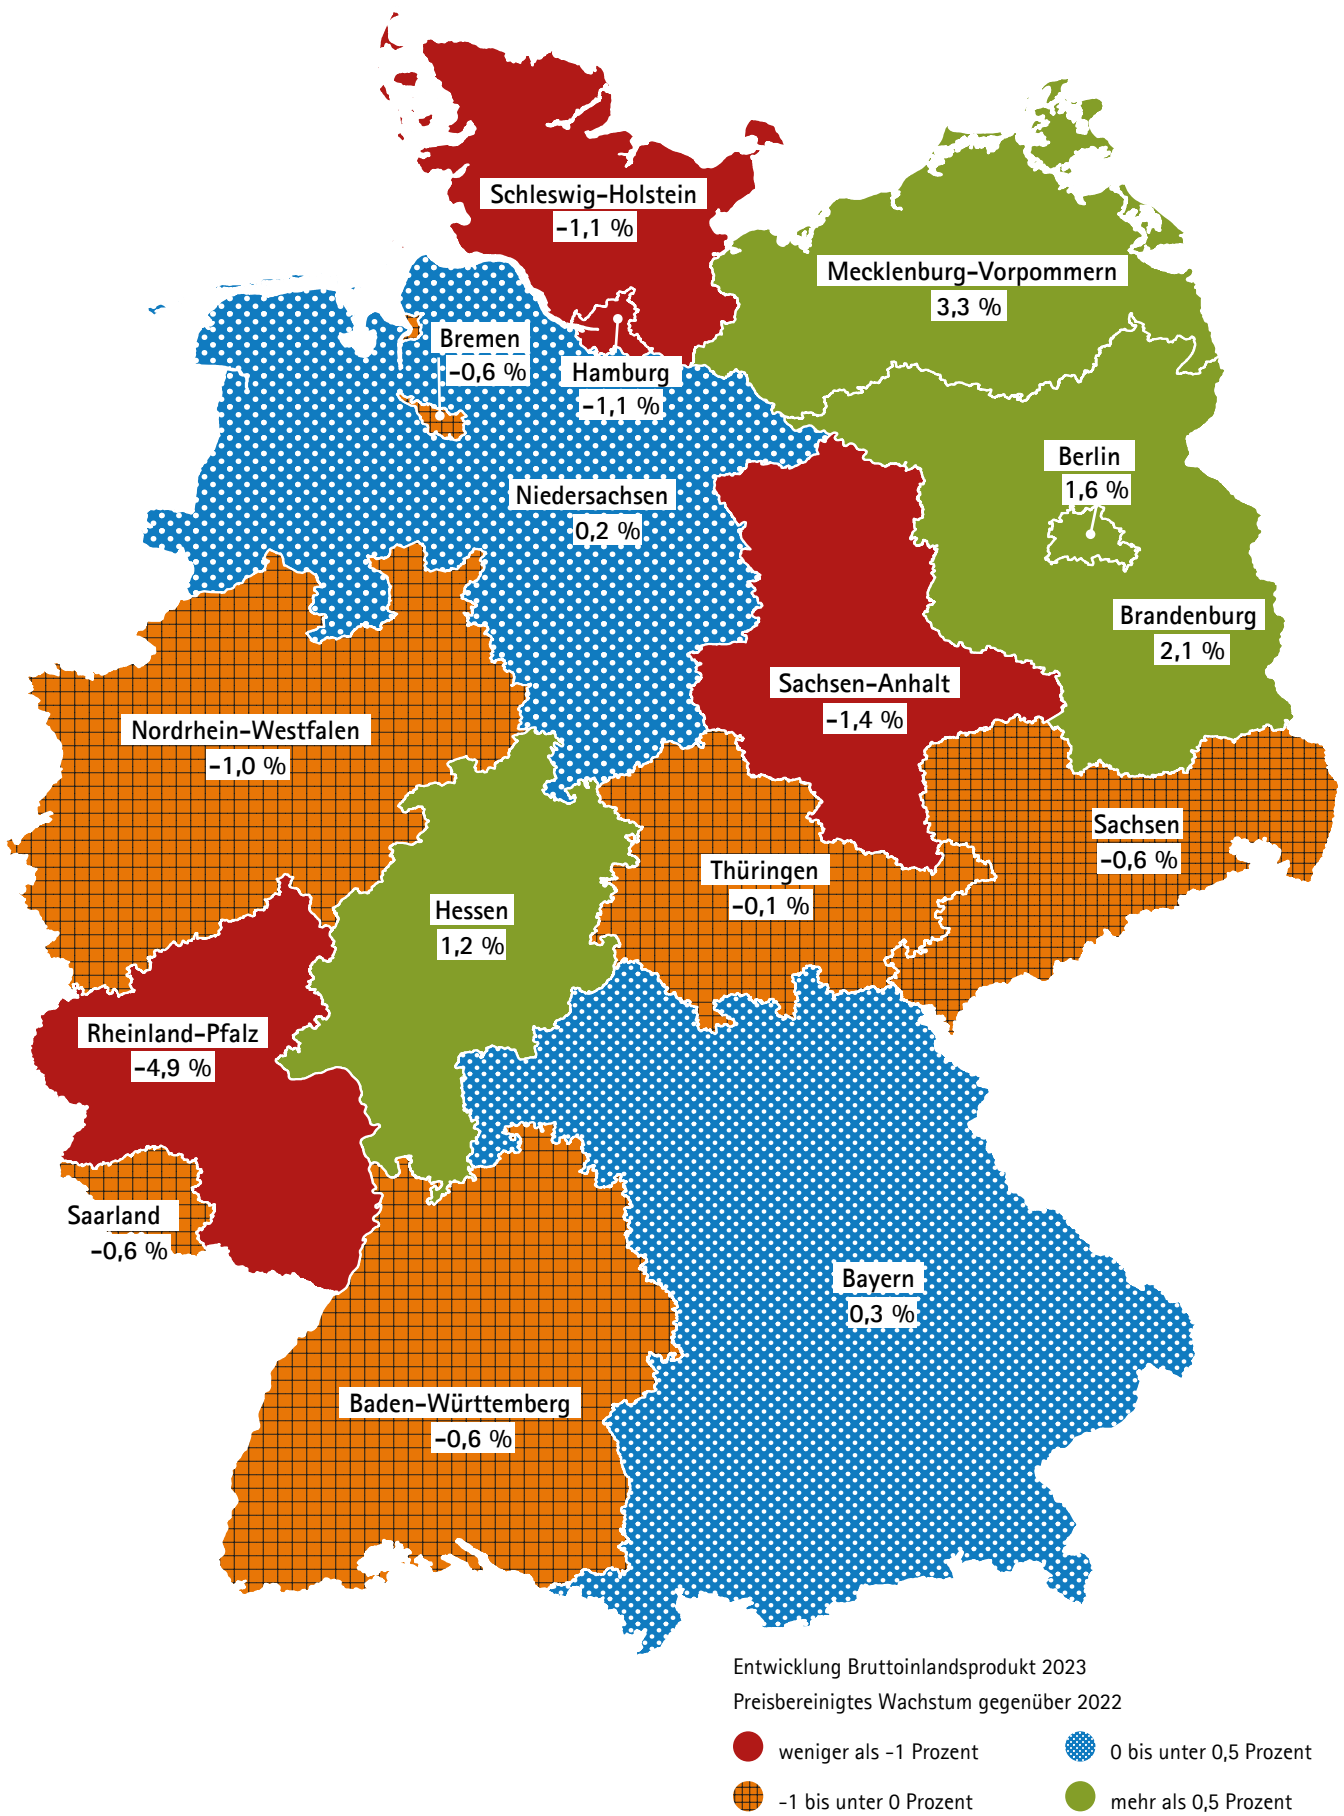 Schleswig-Holstein
-1,1 %
Mecklenburg-Vorpommern
3,3 %
Bremen
-0,6 %
Hamburg
-1,1 %
Berlin
1,6 %
Niedersachsen
0,2 %
Brandenburg
2,1 %
Sachsen-Anhalt
-1,4 %
Nordrhein-Westfalen
-1,0 %
Sachsen
-0,6 %
Thüringen
-0,1 %
Hessen
1,2 %
Rheinland-Pfalz
-4,9 %
Saarland
-0,6 %
Bayern
0,3 %
Baden-Württemberg
-0,6 %
Entwicklung Bruttoinlandsprodukt 2023
Preisbereinigtes Wachstum gegenüber 2022
weniger als -1 Prozent
0 bis unter 0,5 Prozent
-1 bis unter 0 Prozent
mehr als 0,5 Prozent